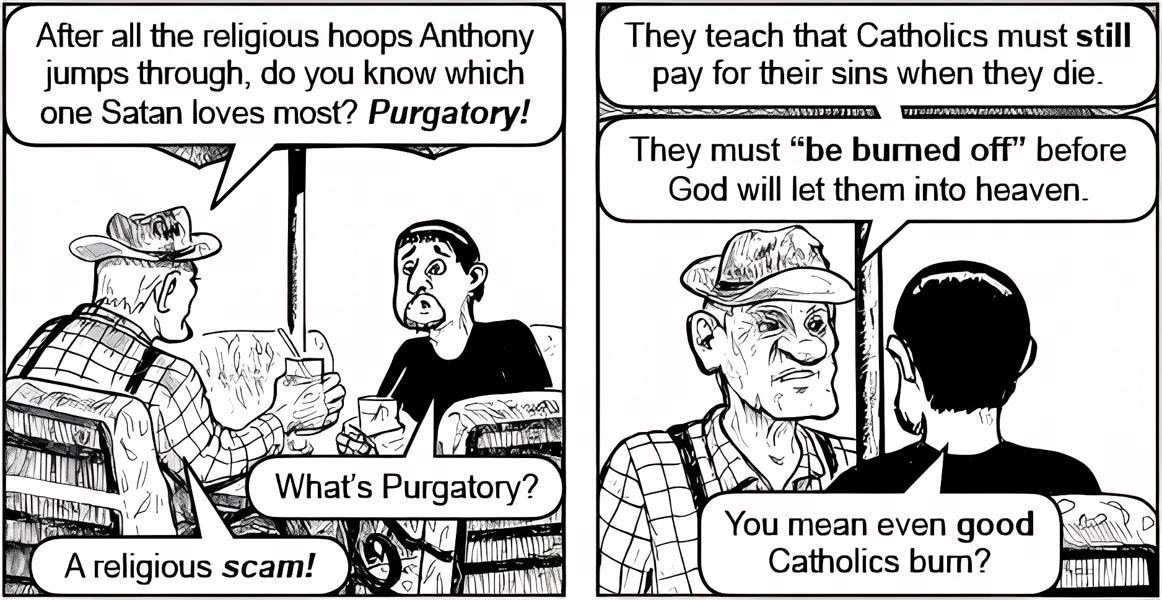 After all the religious hoops Anthony
jumps through, do you know which
one Satan loves most? Purgatory!
What's Purgatory?
A religious scam!
They teach that Catholics must still
pay for their sins when they die.
They must “be burned off” before
God will let them into heaven.
You mean even good
Catholics burn?